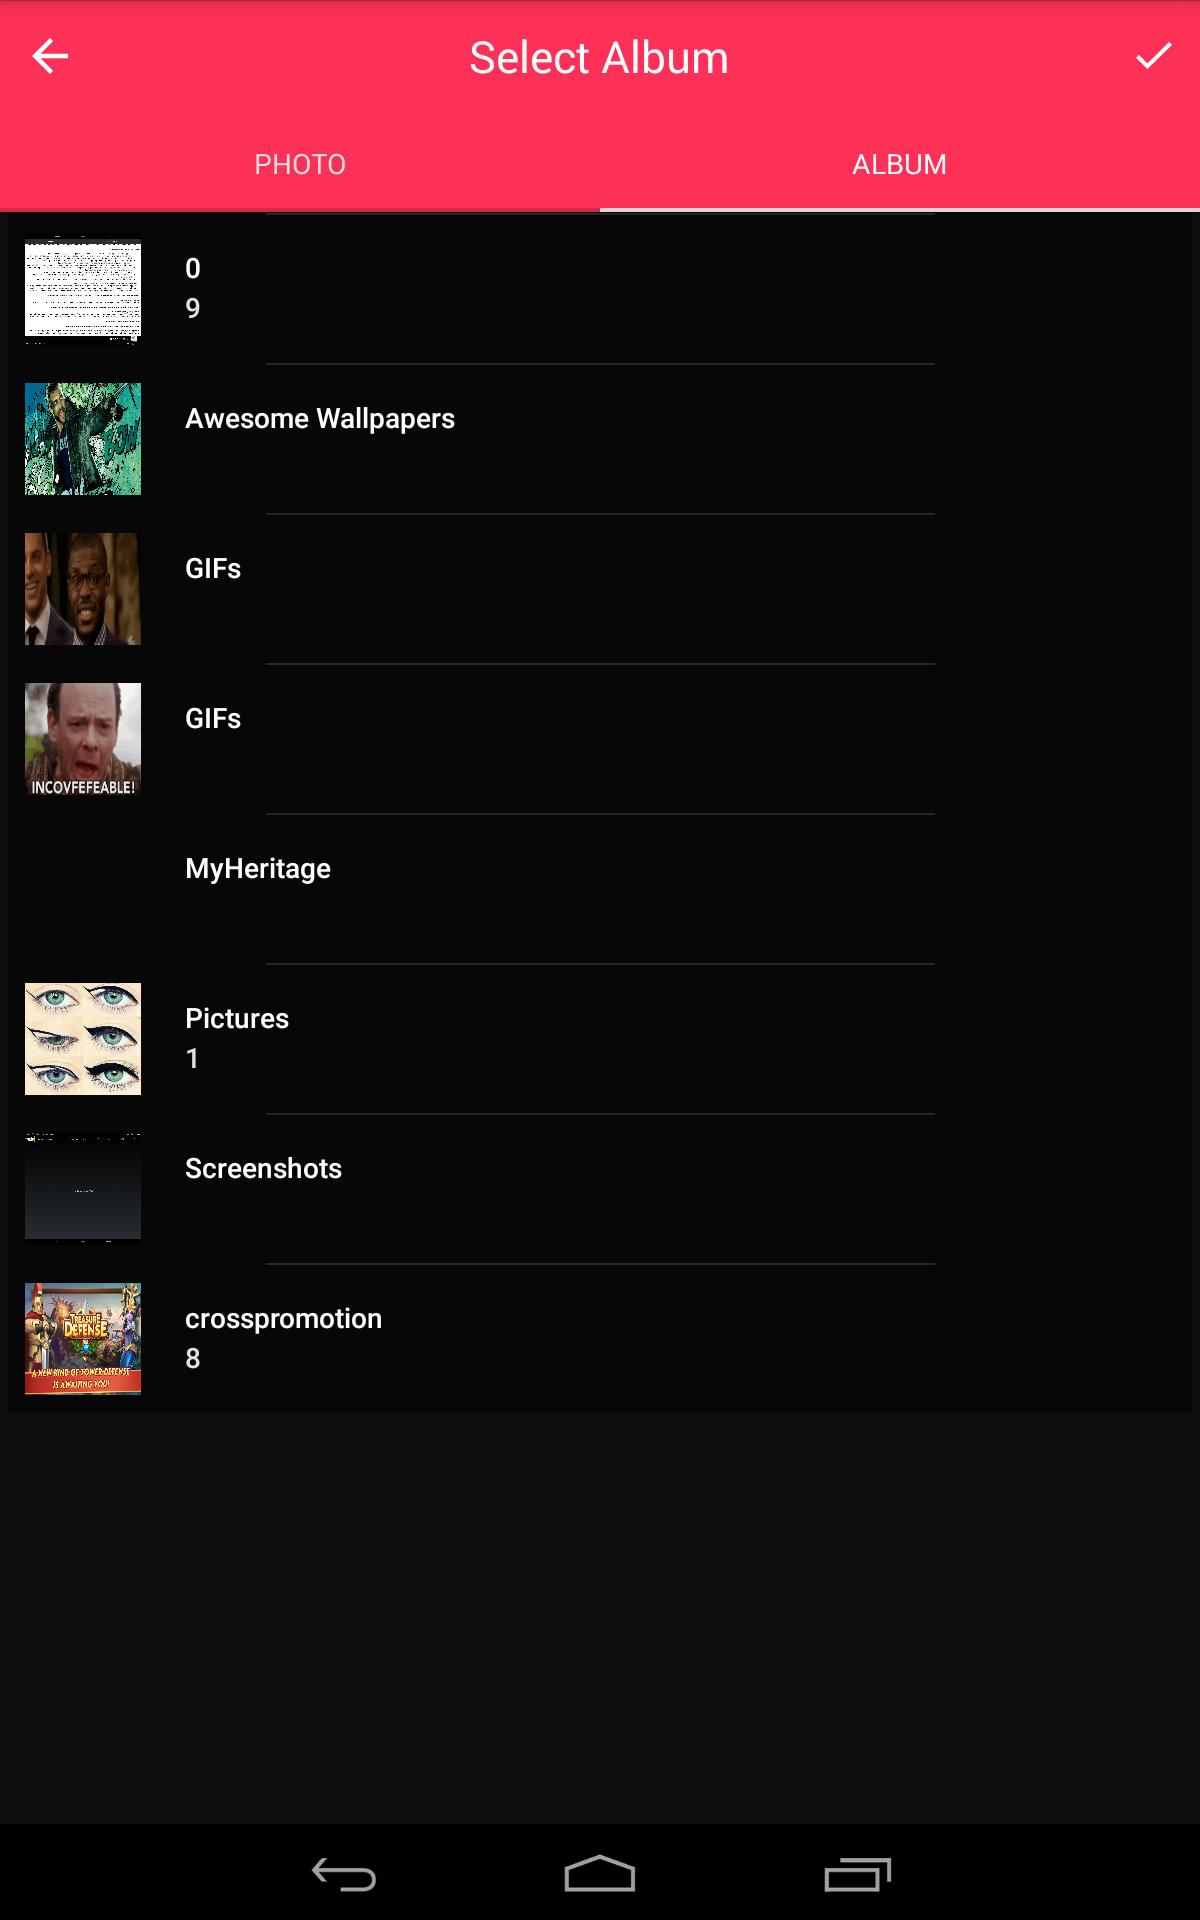 Select Album
PHOTO
ALBUM
0
9
Awesome Wallpapers
GIFs
GIFs
INCOVFEFEABLE!
MyHeritage
Pictures
1
Screenshots
crosspromotion
8
TREASURE
DEFENSE
A NEW KIND OF TOWER DEFENSE
IS AWAITING YOU!